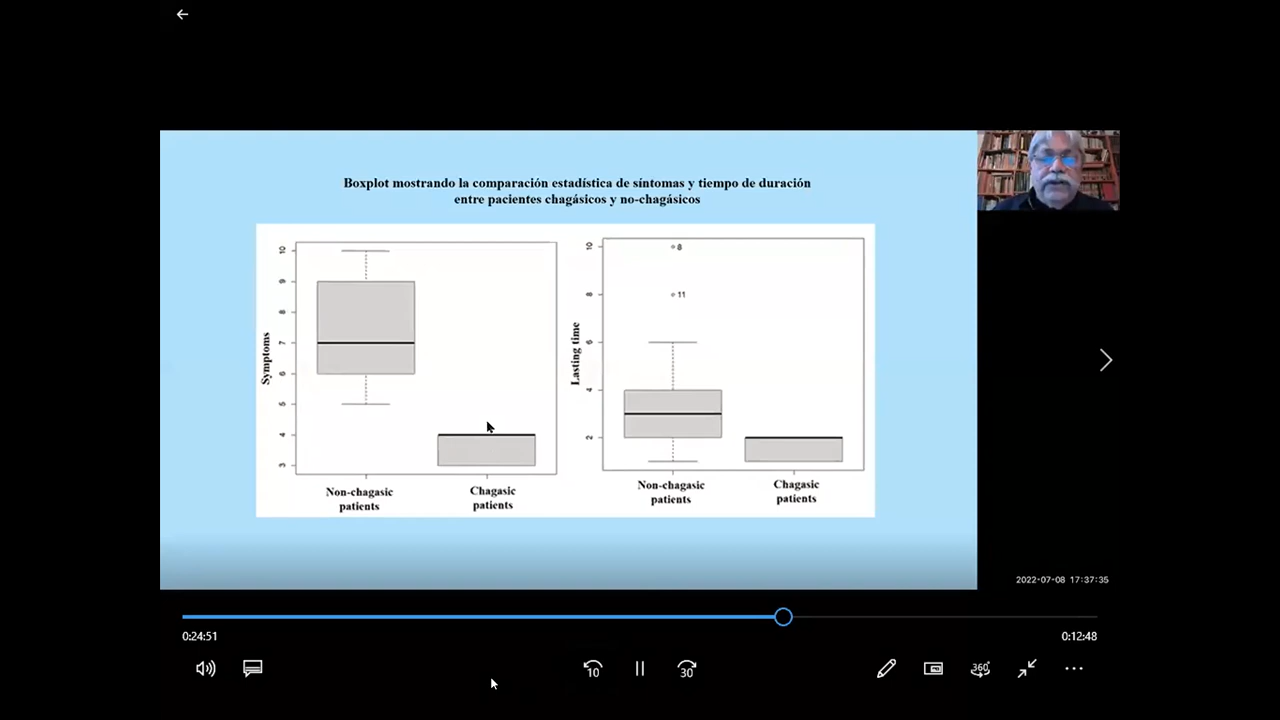 Boxplot mostrando la comparación estadística de síntomas y tiempo de duración
entre pacientes chagásicos y no-chagásicos
10
9
8
7
6
5
4
3
Symptoms
Non-chagasic
patients
Chagasic
patients
10
8
6
4
2
Lasting time
8
11
Non-chagasic
patients
Chagasic
patients
2022-07-08 17:37:35
0:24:51
0:12:48
10
30
360